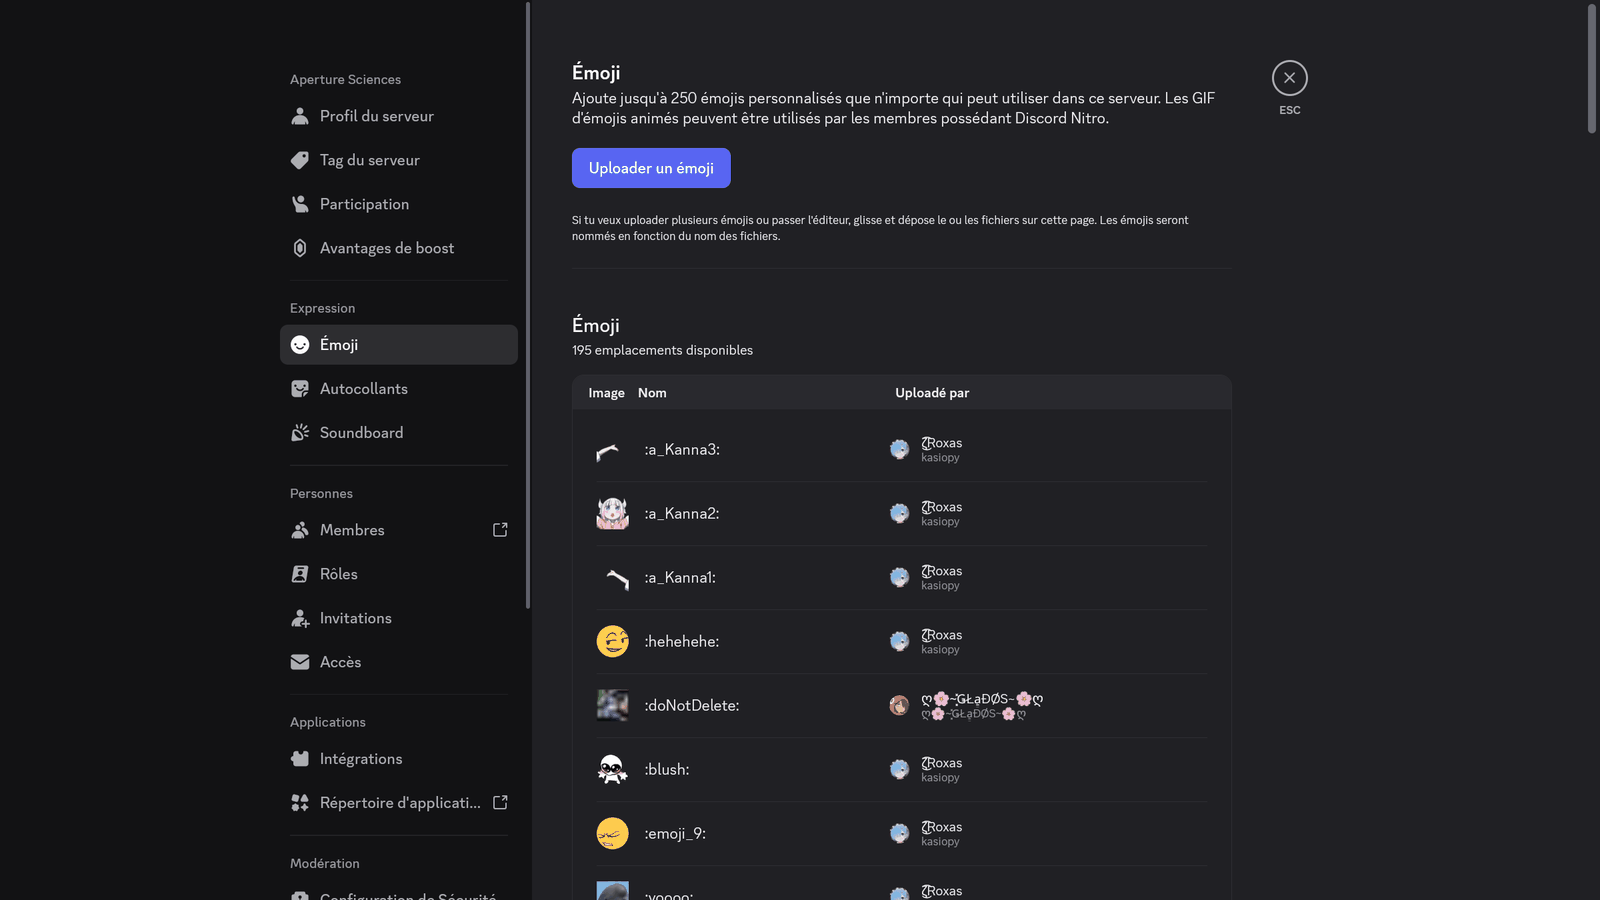 Aperture Sciences
Profil du serveur
Tag du serveur
Participation
Avantages de boost
Expression
Émoji
Autocollants
Soundboard
Personnes
Membres
Rôles
Invitations
Accès
Applications
Intégrations
Répertoire d'applicati...
Modération
Configuration de Sécurité
Émoji
Ajoute jusqu'à 250 émojis personnalisés que n'importe qui peut utiliser dans ce serveur. Les GIF
d'émojis animés peuvent être utilisés par les membres possédant Discord Nitro.
Uploader un émoji
Si tu veux uploader plusieurs émojis ou passer l'éditeur, glisse et dépose le ou les fichiers sur cette page. Les émojis seront
nommés en fonction du nom des fichiers.
ESC
Émoji
195 emplacements disponibles
Image Nom Uploadé par
:a_Kanna3: Roxas
kasiopy
:a_Kanna2: Roxas
kasiopy
:a_Kanna1: Roxas
kasiopy
:hehehehe: Roxas
kasiopy
:doNotDelete:
:blush: Roxas
kasiopy
:emoji_9: Roxas
kasiopy
Roxas